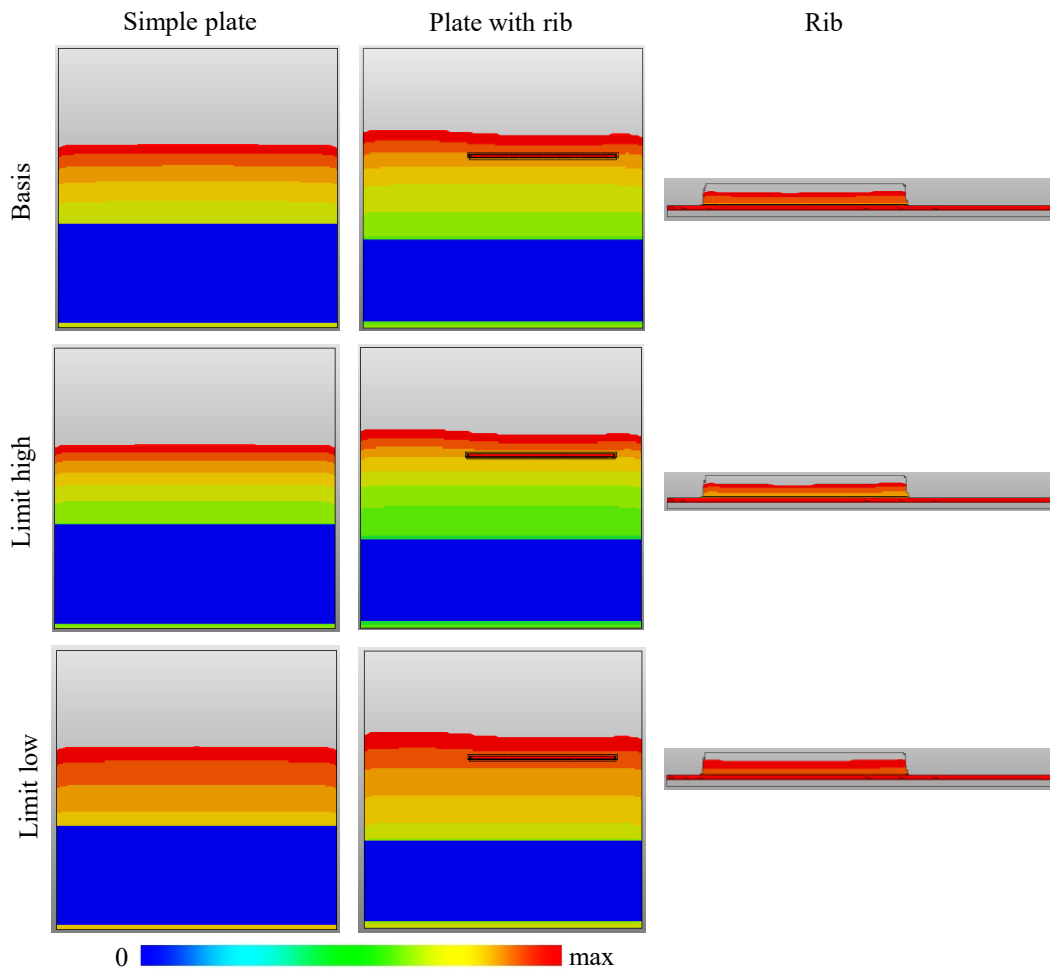 Simple plate
Plate with rib
Rib
Basis
Limit high
Limit low
0
max